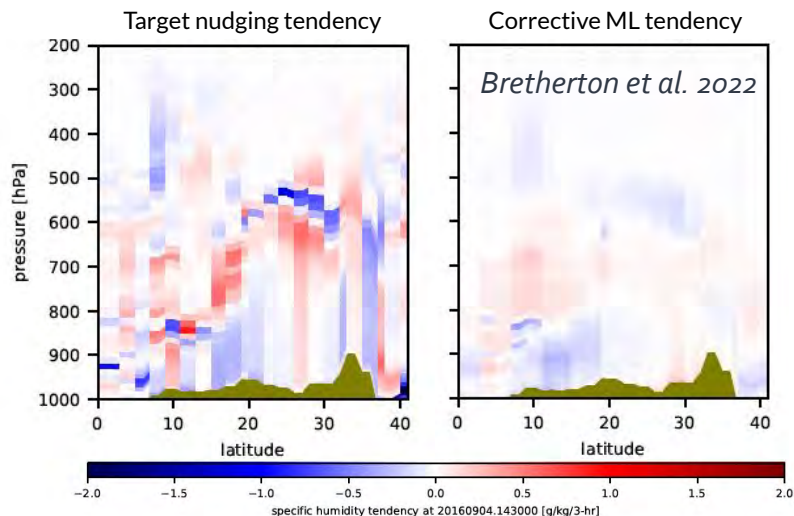 Target nudging tendency
Corrective ML tendency
Bretherton et al. 2022
200
300
400
500
600
700
800
900
1000
pressure [hPa]
0 10 20 30 40
0 10 20 30 40
latitude
latitude
−2.0 −1.5 −1.0 −0.5 0.0 0.5 1.0 1.5 2.0
specific humidity tendency at 20160904.143000 [g/kg/3-hr]